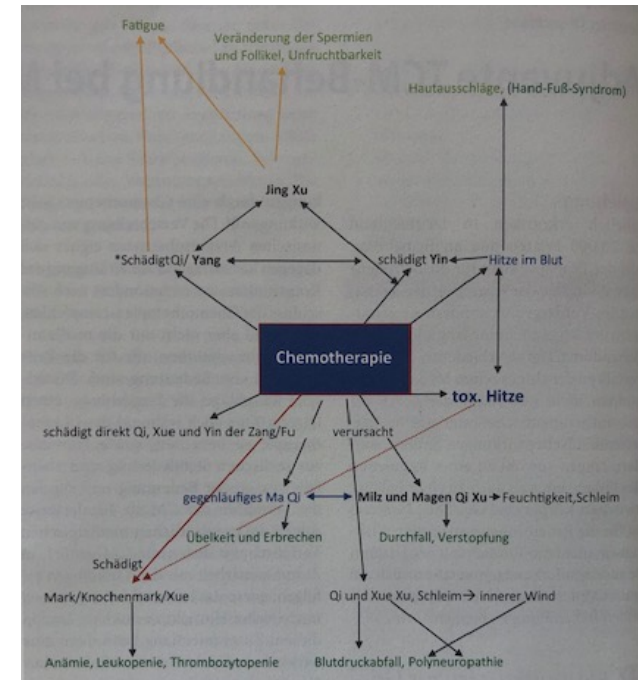 Fatigue
Veränderung der Spermien
und Follikel, Unfruchtbarkeit
Hautausschläge, (Hand-Fuß-Syndrom)
Jing Xu
*SchädigtQi/ Yang
schädigt Yin
Hitze im Blut
Chemotherapie
tox. Hitze
schädigt direkt Qi, Xue und Yin der Zang/Fu
verursacht
gegenläufiges Ma Qi
Milz und Magen Qi Xu
Feuchtigkeit,Schleim
Übelkeit und Erbrechen
Durchfall, Verstopfung
Schädigt
Mark/Knochenmark/Xue
Qi und Xue Xu, Schleim→ innerer Wind
Anämie, Leukopenie, Thrombozytopenie
Blutdruckabfall, Polyneuropathie